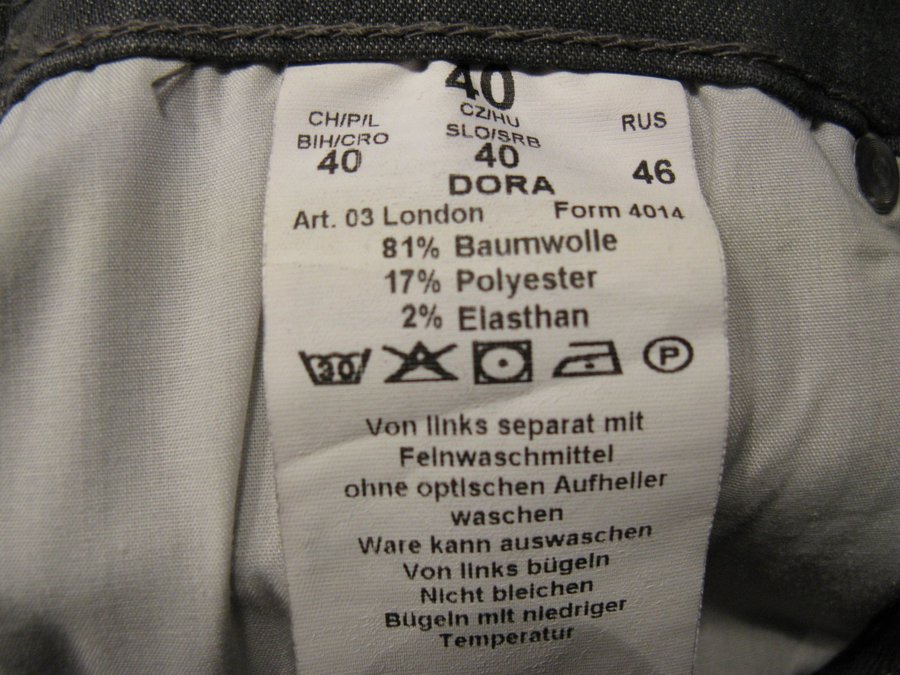 40
CH/P/L CZ/HU RUS
BIH/CRO SLO/SRB
40 40 46
DORA
Art. 03 London Form 4014
81% Baumwolle
17% Polyester
2% Elasthan
30 P
Von links separat mit
Feinwaschmittel
ohne optischen Aufheller
waschen
Ware kann auswaschen
Von links bügeln
Nicht bleichen
Bügeln mit niedriger
Temperatur